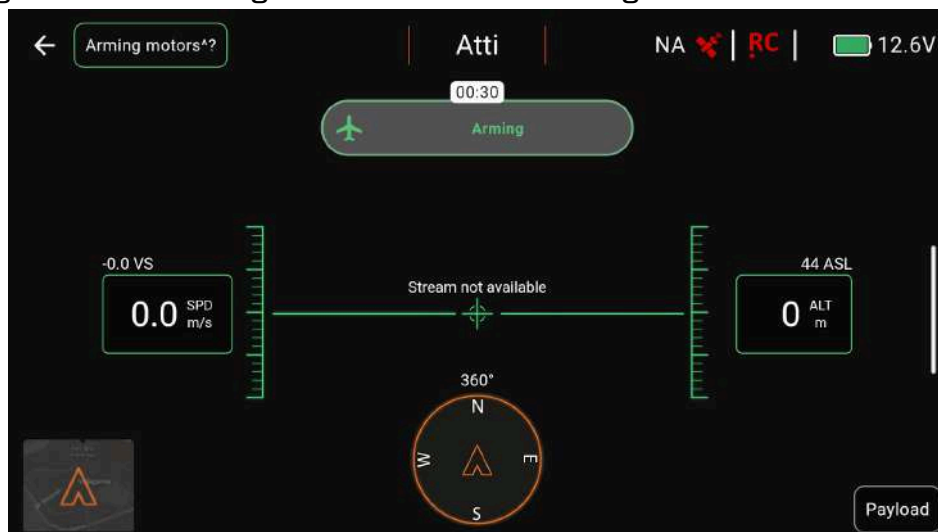 Arming motors^?
Atti
NA
RC
12.6V
00:30
Arming
-0.0 VS
0.0 SPD
m/s
Stream not available
44 ASL
0 ALT
m
360°
N
W
E
S
Payload